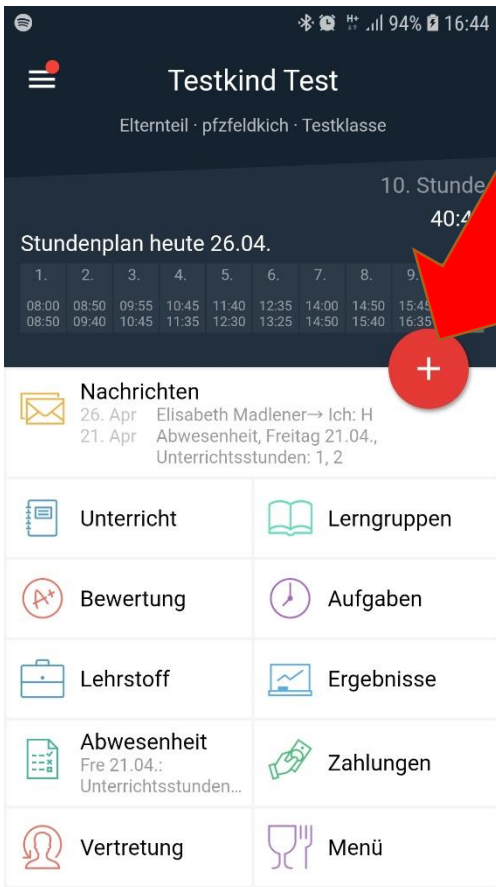 H+ 94% 16:44
Testkind Test
Elternteil · pfzfeldkich · Testklasse
10. Stunde
Stundenplan heute 26.04.
1. 2. 3. 4. 5. 6. 7. 8. 9.
08:00 08:50 09:55 10:45 11:40 12:35 14:00 14:50 15:45
08:50 09:40 10:45 11:35 12:30 13:25 14:50 15:40 16:35
+
Nachrichten
26. Apr Elisabeth Madlener→ Ich: H
21. Apr Abwesenheit, Freitag 21.04.,
Unterrichtsstunden: 1, 2
Unterricht Lerngruppen
A+ Bewertung Aufgaben
Lehrstoff Ergebnisse
Abwesenheit
Fre 21.04.:
Unterrichtsstunden...
Zahlungen
Vertretung Menü